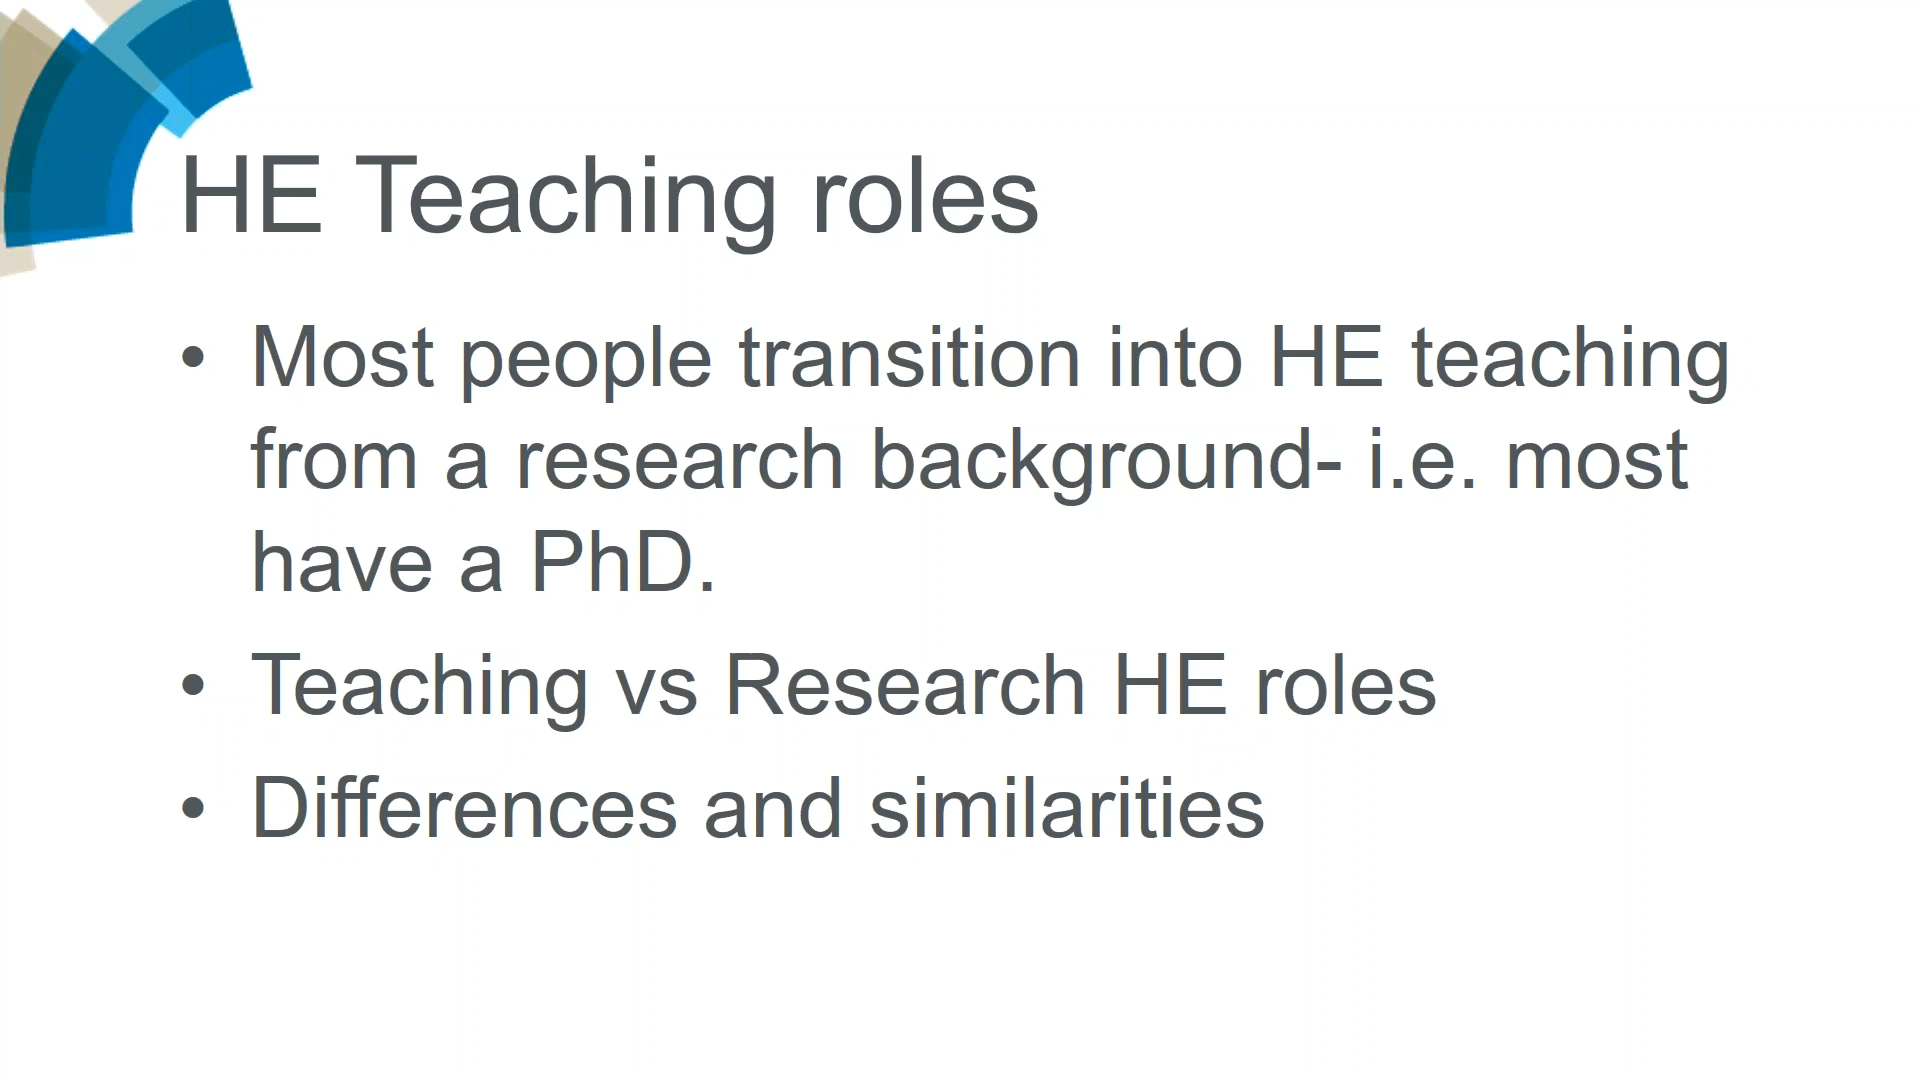 HE Teaching roles
• Most people transition into HE teaching
from a research background- i.e. most
have a PhD.
• Teaching vs Research HE roles
• Differences and similarities